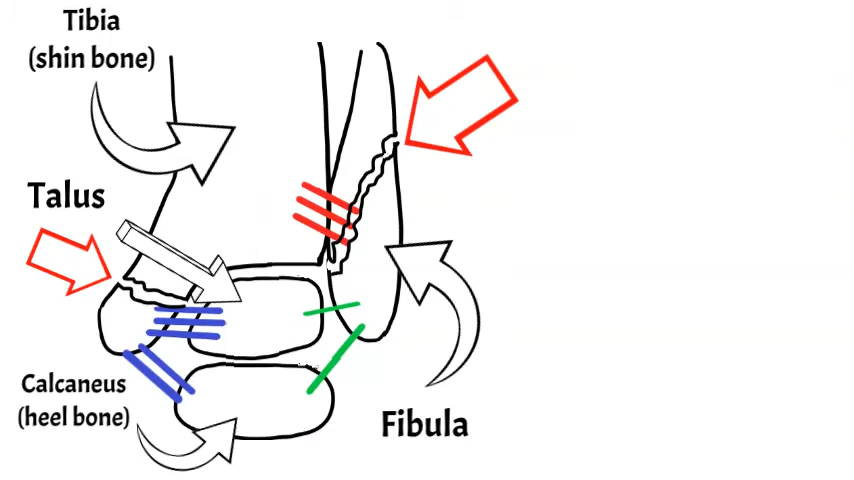 Tibia
(shin bone)
Talus
Calcaneus
(heel bone)
Fibula